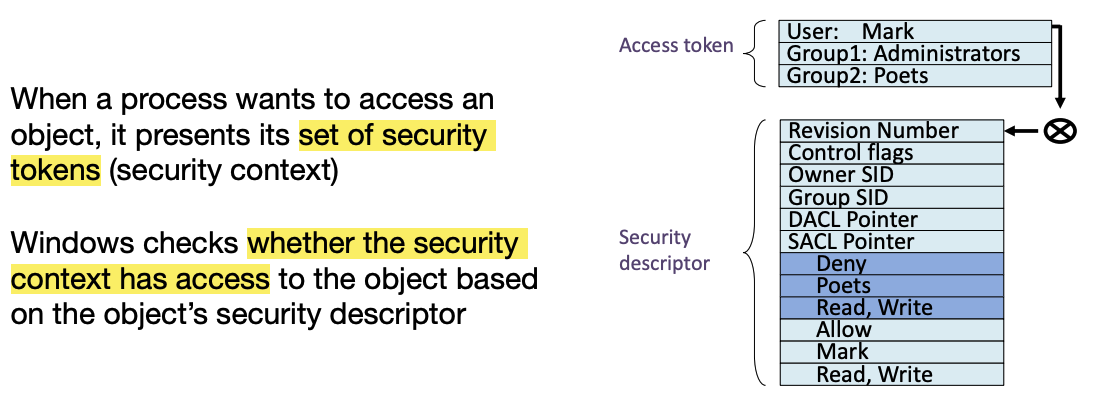 When a process wants to access an
object, it presents its set of security
tokens (security context)
Windows checks whether the security
context has access to the object based
on the object’s security descriptor
Access token
User: Mark
Group1: Administrators
Group2: Poets
Security
descriptor
Revision Number
Control flags
Owner SID
Group SID
DACL Pointer
SACL Pointer
Deny
Poets
Read, Write
Allow
Mark
Read, Write